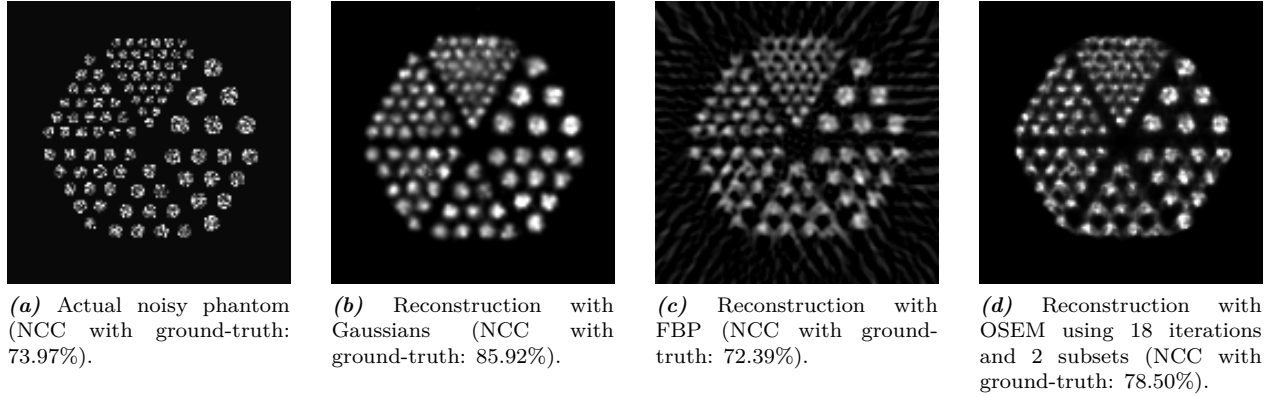 (a) Actual noisy phantom
(NCC with ground-truth:
73.97%).
(b) Reconstruction with
Gaussians (NCC with
ground-truth: 85.92%).
(c) Reconstruction with
FBP (NCC with ground-
truth: 72.39%).
(d) Reconstruction with
OSEM using 18 iterations
and 2 subsets (NCC with
ground-truth: 78.50%).